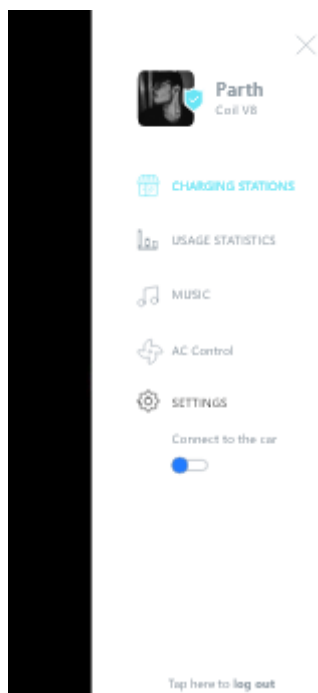 Parth
Coil V8
CHARGING STATIONS
USAGE STATISTICS
MUSIC
AC Control
SETTINGS
Connect to the car
Tap here to log out